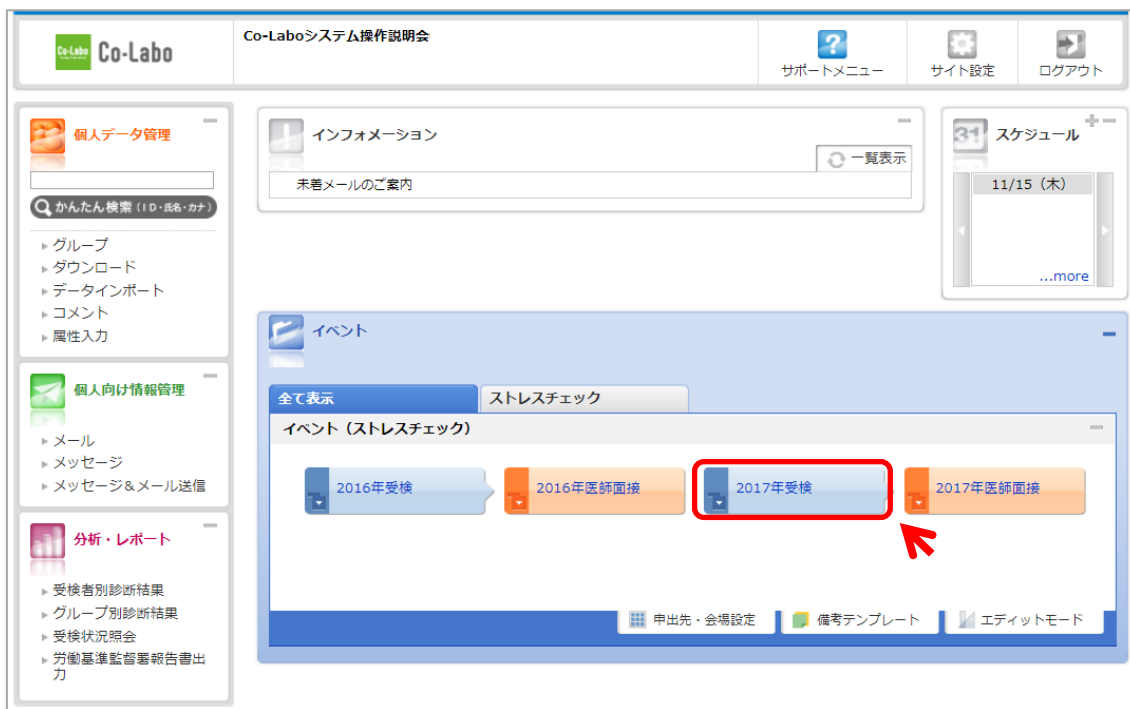 Co-Labo
Co-Labo
Co-Laboシステム操作説明会
サポートメニュー
サイト設定
ログアウト
個人データ管理
かんたん検索(ID・氏名・カナ)
グループ
ダウンロード
データインポート
コメント
属性入力
個人向け情報管理
メール
メッセージ
メッセージ&メール送信
分析・レポート
受検者別診断結果
グループ別診断結果
受検状況照会
労働基準監督署報告書出
力
インフォメーション
一覧表示
未着メールのご案内
31
スケジュール
11/15(木)
...more
イベント
全て表示
ストレスチェック
イベント(ストレスチェック)
2016年受検
2016年医師面接
2017年受検
2017年医師面接
申出先・会場設定
備考テンプレート
エディットモード